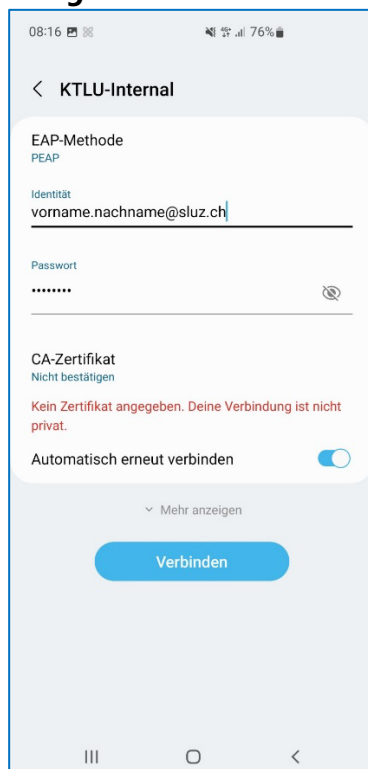 08:16 76%
KTLU-Internal
EAP-Methode
PEAP
Identität
vorname.nachname@sluz.ch
Passwort
••••••••
CA-Zertifikat
Nicht bestätigen
Kein Zertifikat angegeben. Deine Verbindung ist nicht
privat.
Automatisch erneut verbinden
Mehr anzeigen
Verbinden